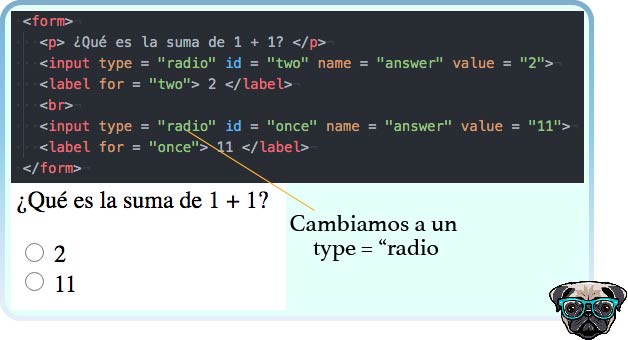 <form>
<p> ¿Qué es la suma de 1 + 1? </p>
<input type = "radio" id = "two" name = "answer" value = "2">
<label for = "two"> 2 </label>
<br>
<input type = "radio" id = "once" name = "answer" value = "11">
<label for = "once"> 11 </label>
</form>
¿Qué es la suma de 1 + 1?
2
11
Cambiamos a un
type = “radio